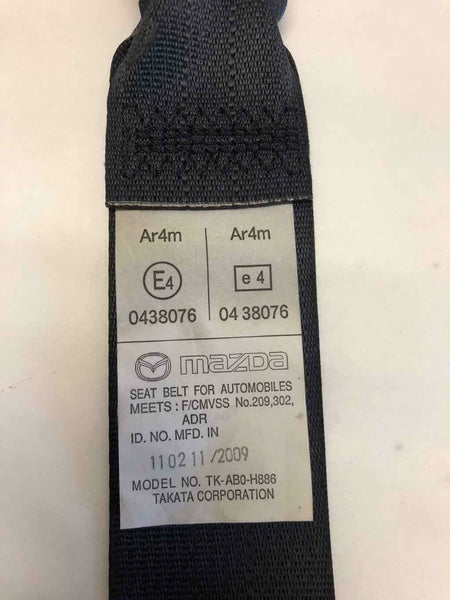 Ar4m
E4
0438076
Ar4m
e 4
04 38076
mazda
SEAT BELT FOR AUTOMOBILES
MEETS : F/CMVSS No.209,302,
ADR
ID. NO. MFD. IN
110211/2009
MODEL NO. TK-AB0-H886
TAKATA CORPORATION